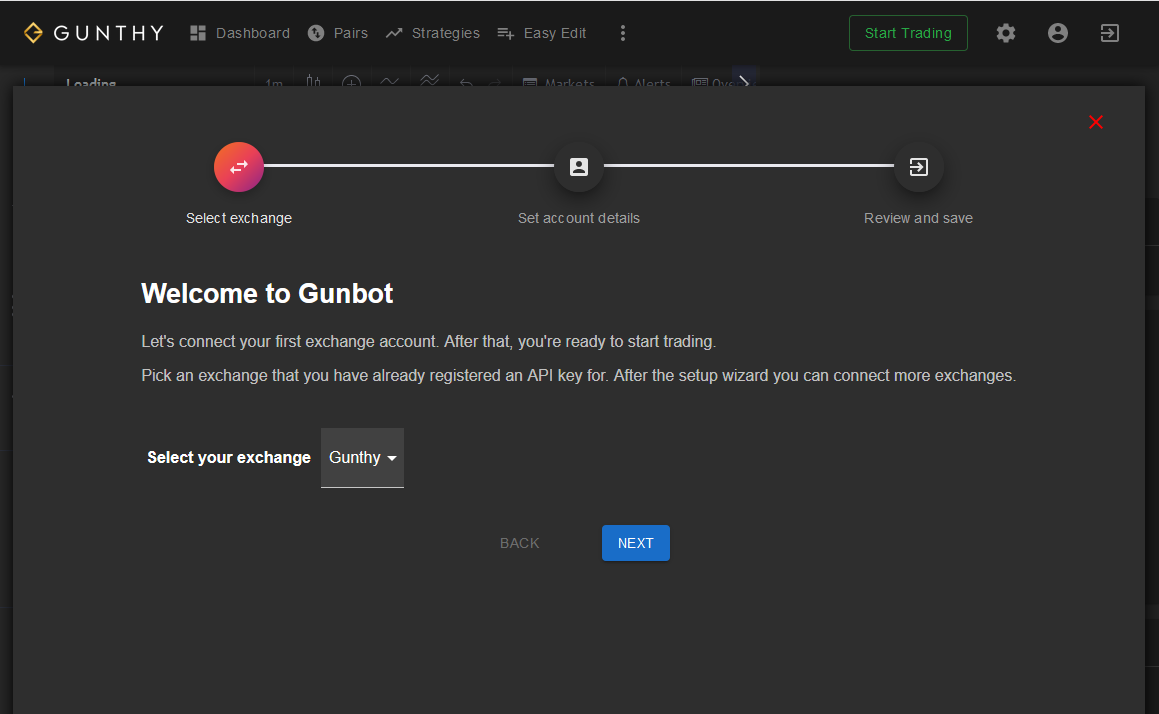 GUNTHY Dashboard Pairs Strategies Easy Edit Start Trading
Loading 1m Markets Alerts
Select exchange Set account details Review and save
Welcome to Gunbot
Let's connect your first exchange account. After that, you're ready to start trading.
Pick an exchange that you have already registered an API key for. After the setup wizard you can connect more exchanges.
Select your exchange Gunthy
BACK NEXT